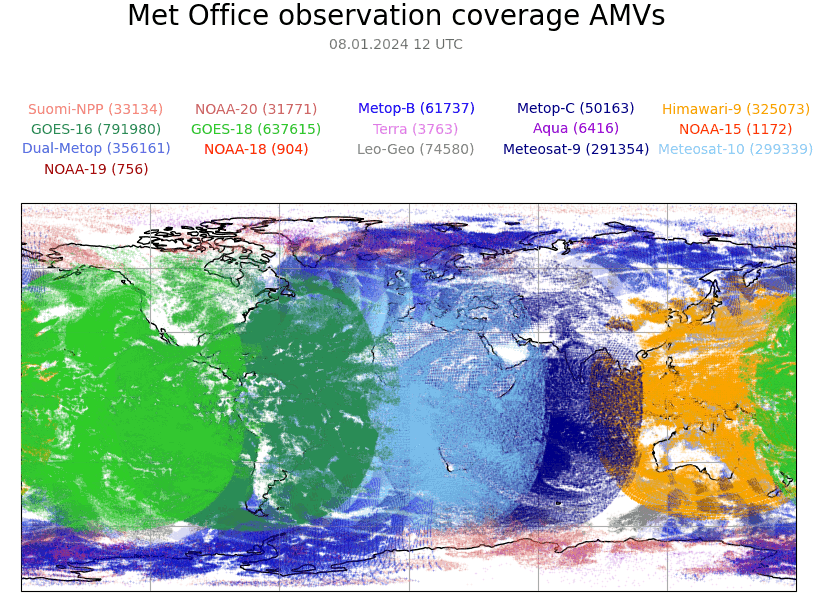 Met Office observation coverage AMVs
08.01.2024 12 UTC
Suomi-NPP (33134) NOAA-20 (31771) Metop-B (61737) Metop-C (50163) Himawari-9 (325073)
GOES-16 (791980) GOES-18 (637615) Terra (3763) Aqua (6416) NOAA-15 (1172)
Dual-Metop (356161) NOAA-18 (904) Leo-Geo (74580) Meteosat-9 (291354) Meteosat-10 (299339)
NOAA-19 (756)